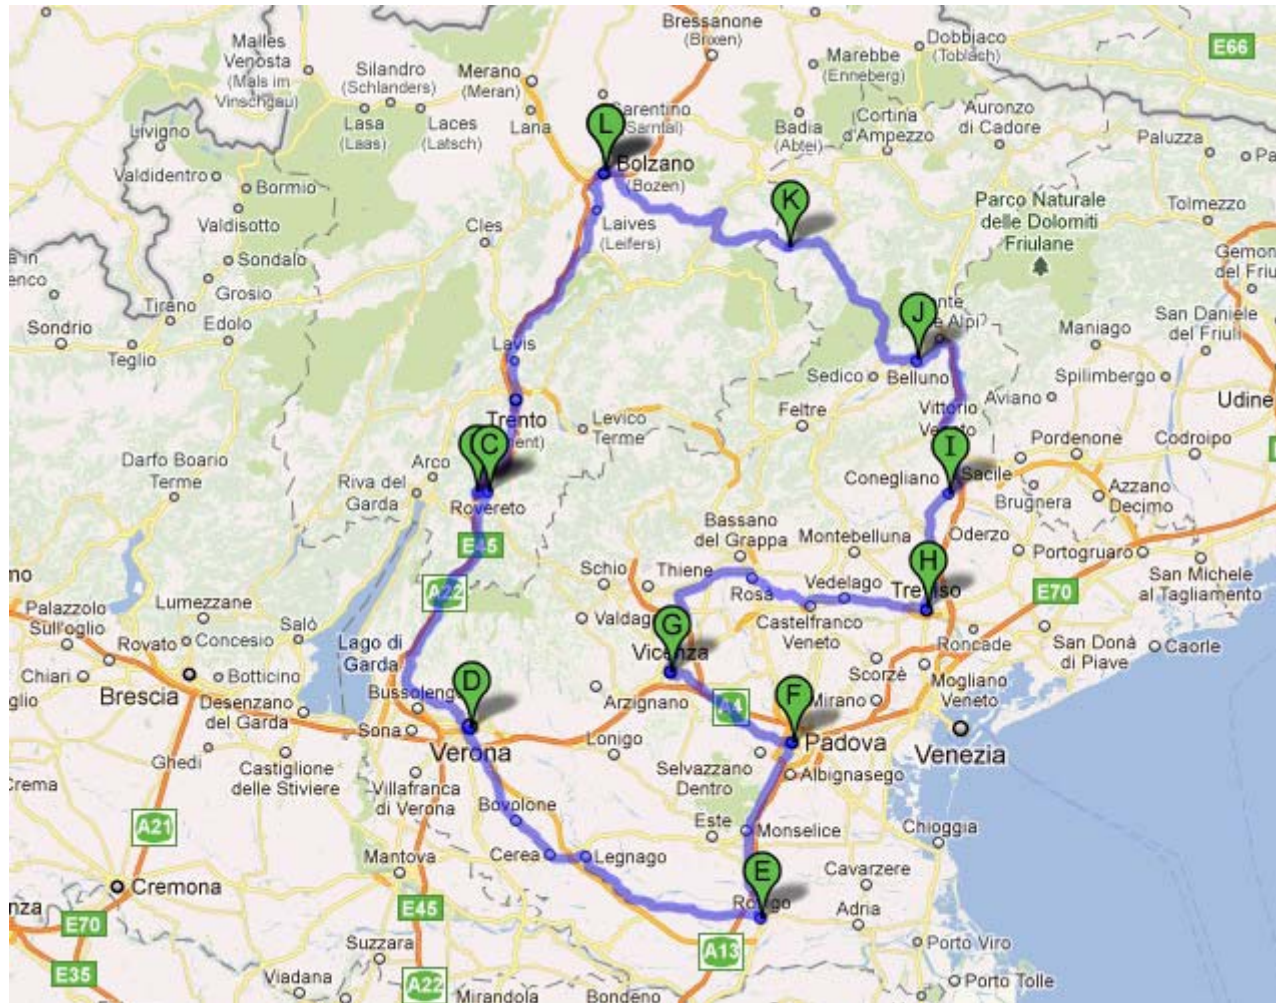 Bressanone
(Brixen)
Dobbiaco
(Toblach)
E66
Malles
Venosta
(Mals im
Vinschgau)
Silandro
(Schlanders)
Merano
(Meran)
Marebbe
(Enneberg)
Cortina
d'Ampezzo
Auronzo
di Cadore
Paluzza
Livigno
Lasa
(Laas)
Laces
(Latsch)
Lana
L
Badia
(Abtei)
Valdidentro
Bormio
Bolzano
(Bozen)
K
Parco Naturale
delle Dolomiti
Friulane
Tolmezzo
Valdisotto
Cles
Laives
(Leifers)
Sondalo
Grosio
Tirano
Edolo
Sondrio
Teglio
J
San Daniele
del Friuli
Maniago
Lavis
Sedico
Belluno
Spilimbergo
Aviano
Udine
Feltre
Trento
Levico
Terme
Vittorio
Pordenone
Codroipo
C
I
Darfo Boario
Terme
Arco
Riva del
Garda
Rovereto
Conegliano
Sacile
Brugnera
Azzano
Decimo
Bassano
del Grappa
Montebelluna
Oderzo
Portogruaro
E45
H
Schio
Thiene
Rosà
Vedelago
Treviso
E70
San Michele
al Tagliamento
A22
Palazzolo
Sull'oglio
Lumezzane
Castelfranco
Veneto
Rovato
Concesio
Salò
G
Vicenza
Roncade
San Donà
di Piave
Caorle
Lago di
Garda
Chiari
Botticino
Scorzè
Mogliano
Veneto
Brescia
Desenzano
del Garda
Bussolengo
D
Arzignano
A4
F
Mirano
Sona
Verona
Lonigo
Padova
Venezia
Ghedi
Castiglione
delle Stiviere
Selvazzano
Dentro
Albignasego
Villafranca
di Verona
A21
Bovolone
Este
Monselice
Chioggia
Mantova
Cerea
Legnago
E
Cavarzere
Cremona
Rovigo
Adria
E70
E45
A13
E35
Suzzara
Porto Viro
Viadana
A22
Mirandola
Bondeno
Porto Tolle